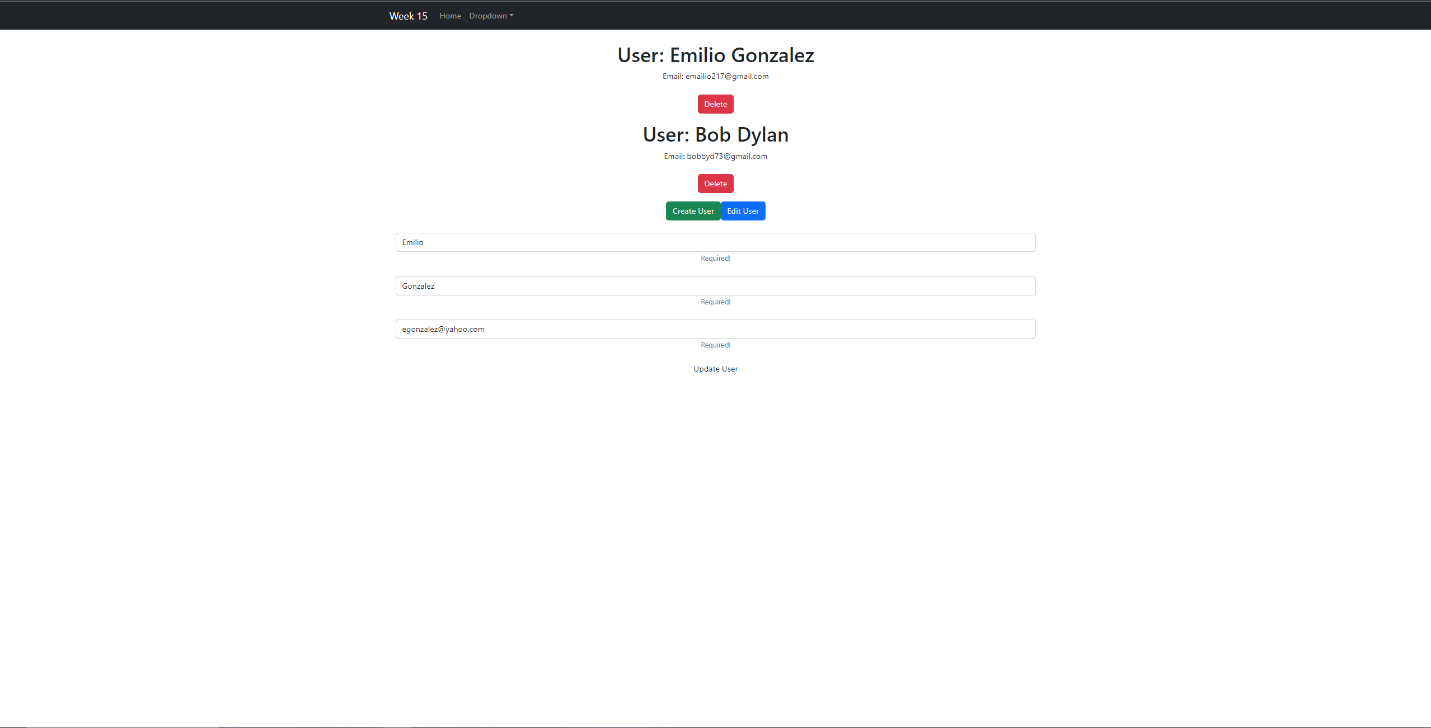 Week 15 Home Dropdown
User: Emilio Gonzalez
Email: emailio217@gmail.com
Delete
User: Bob Dylan
Email: bobbyd73@gmail.com
Delete
Create User Edit User
Emilio
Required!
Gonzalez
Required!
egonzalez@yahoo.com
Required!
Update User